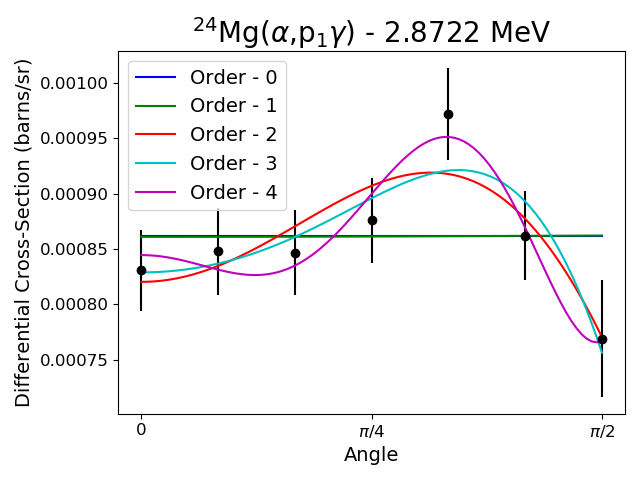 ²⁴Mg(α,p₁γ) - 2.8722 MeV
Differential Cross-Section (barns/sr)
0.00100
0.00095
0.00090
0.00085
0.00080
0.00075
Order - 0
Order - 1
Order - 2
Order - 3
Order - 4
0 π/4 π/2
Angle